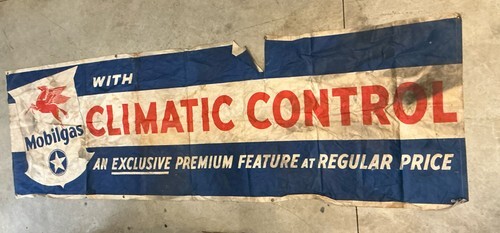 WITH
Mobilgas
CLIMATIC CONTROL
AN EXCLUSIVE PREMIUM FEATURE AT REGULAR PRICE